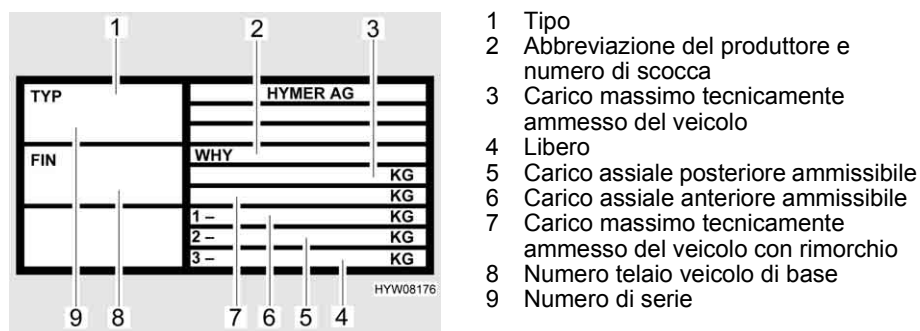 1 2 3
TYP
HYMER AG
FIN
WHY
KG
KG
1 – KG
2 – KG
3 – KG
HYW08176
9 8 7 6 5 4
1 Tipo
2 Abbreviazione del produttore e
numero di scocca
3 Carico massimo tecnicamente
ammesso del veicolo
4 Libero
5 Carico assiale posteriore ammissibile
6 Carico assiale anteriore ammissibile
7 Carico massimo tecnicamente
ammesso del veicolo con rimorchio
8 Numero telaio veicolo di base
9 Numero di serie